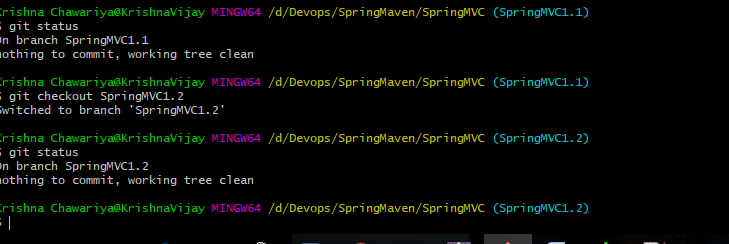 Krishna Chawariya@KrishnaVijay MINGW64 /d/Devops/SpringMaven/SpringMVC (SpringMVC1.1)
$ git status
On branch SpringMVC1.1
nothing to commit, working tree clean
Krishna Chawariya@KrishnaVijay MINGW64 /d/Devops/SpringMaven/SpringMVC (SpringMVC1.1)
$ git checkout SpringMVC1.2
Switched to branch 'SpringMVC1.2'
Krishna Chawariya@KrishnaVijay MINGW64 /d/Devops/SpringMaven/SpringMVC (SpringMVC1.2)
$ git status
On branch SpringMVC1.2
nothing to commit, working tree clean
Krishna Chawariya@KrishnaVijay MINGW64 /d/Devops/SpringMaven/SpringMVC (SpringMVC1.2)
$